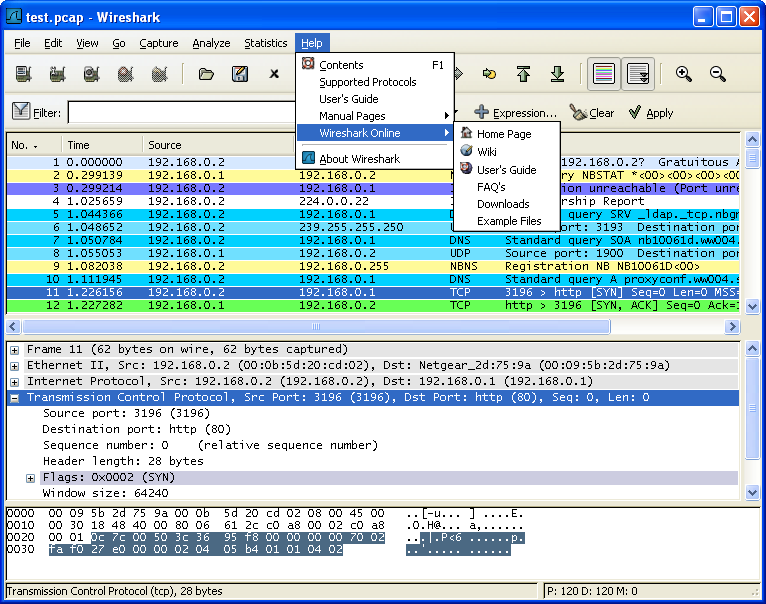 test.pcap - Wireshark
File Edit View Go Capture Analyze Statistics Help
Contents F1
Supported Protocols
User's Guide
Manual Pages
Wireshark Online
About Wireshark
Home Page
Wiki
User's Guide
FAQ's
Downloads
Example Files
Filter: Expression... Clear Apply
No. . Time Source
1 0.000000 192.168.0.2 192.168.0.2? Gratuitous A
2 0.299139 192.168.0.1 192.168.0.2 ry NBSTAT *<00><00><00><0
3 0.299214 192.168.0.2 192.168.0.1 ion unreachable (Port unr
4 1.025659 192.168.0.2 224.0.0.22 rship Report
5 1.044366 192.168.0.2 192.168.0.1 DNS Standard query SRV _ldap._tcp.nbgm
6 1.048652 192.168.0.2 239.255.255.250 UDP Source port: 3193 Destination por
7 1.050784 192.168.0.2 192.168.0.1 DNS Standard query SOA nb10061d.ww004.
8 1.055053 192.168.0.1 192.168.0.2 UDP Source port: 1900 Destination por
9 1.082038 192.168.0.2 192.168.0.255 NBNS Registration NB NB10061D<00>
10 1.111945 192.168.0.2 192.168.0.1 DNS Standard query A proxyconf.ww004.s
11 1.226156 192.168.0.2 192.168.0.1 TCP 3196 > http [SYN] Seq=0 Len=0 MSS=
12 1.227282 192.168.0.1 192.168.0.2 TCP http > 3196 [SYN, ACK] Seq=0 Ack=1
Frame 11 (62 bytes on wire, 62 bytes captured)
Ethernet II, Src: 192.168.0.2 (00:0b:5d:20:cd:02), Dst: Netgear_2d:75:9a (00:09:5b:2d:75:9a)
Internet Protocol, Src: 192.168.0.2 (192.168.0.2), Dst: 192.168.0.1 (192.168.0.1)
Transmission Control Protocol, Src Port: 3196 (3196), Dst Port: http (80), Seq: 0, Len: 0
Source port: 3196 (3196)
Destination port: http (80)
Sequence number: 0 (relative sequence number)
Header length: 28 bytes
Flags: 0x0002 (SYN)
Window size: 64240
0000 00 09 5b 2d 75 9a 00 0b 5d 20 cd 02 08 00 45 00 ..[-u... ] ....E.
0010 00 30 18 48 40 00 80 06 61 2c c0 a8 00 02 c0 a8 .0.H@... a,......
0020 00 01 0c 7c 00 50 3c 36 95 f8 00 00 00 00 70 02 ...|.P<6 ......p.
0030 fa f0 27 e0 00 00 02 04 05 b4 01 01 04 02 ..'..... ......
Transmission Control Protocol (tcp), 28 bytes P: 120 D: 120 M: 0